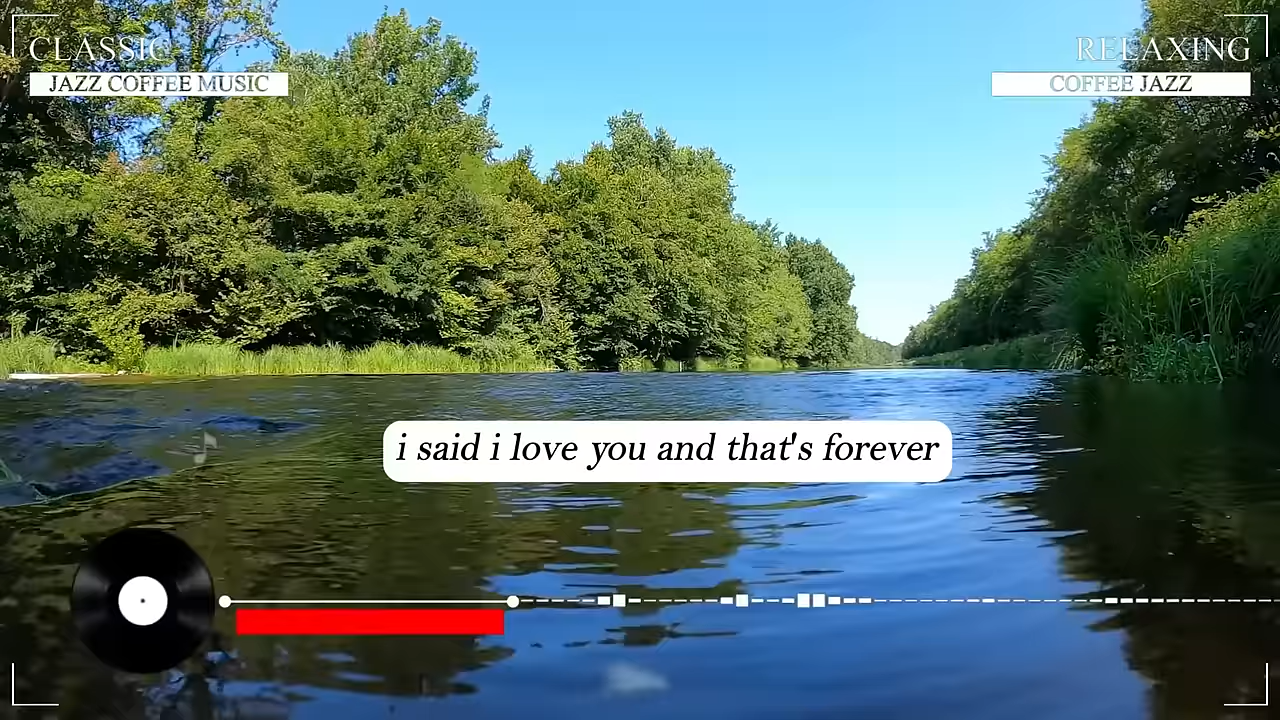 CLASSIC
JAZZ COFFEE MUSIC
RELAXING
COFFEE JAZZ
i said i love you and that's forever